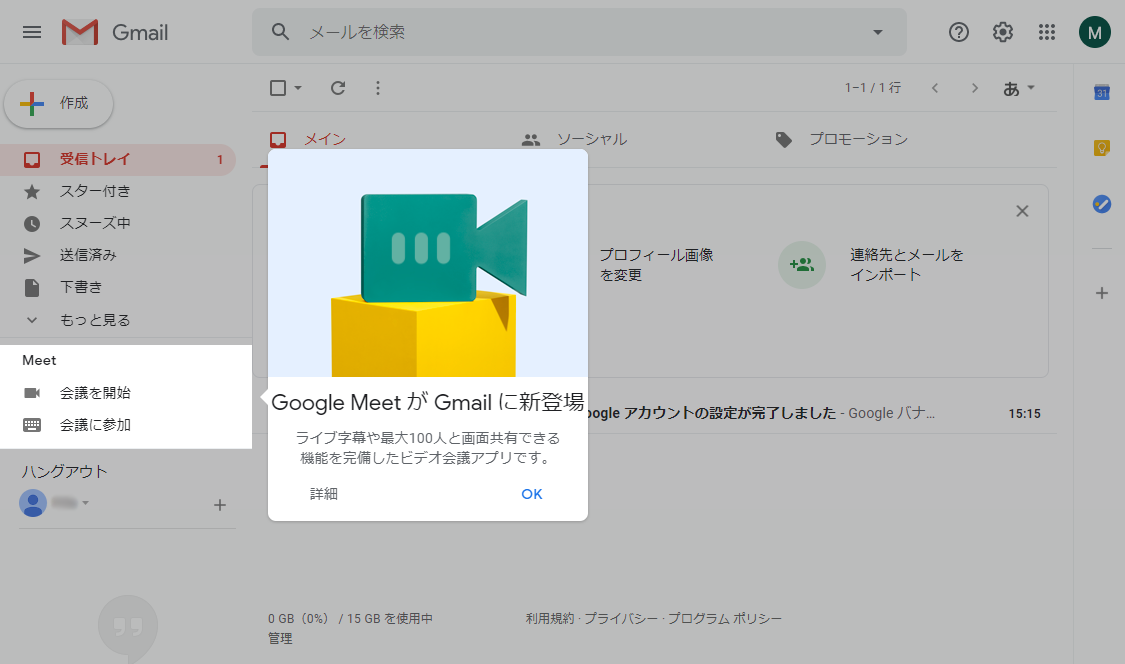 Gmail
メールを検索
M
作成
1–1 / 1 行
あ
31
メイン
ソーシャル
プロモーション
受信トレイ 1
スター付き
スヌーズ中
送信済み
下書き
もっと見る
Meet
会議を開始
会議に参加
ハングアウト
プロフィール画像
を変更
連絡先とメールを
インポート
Google Meet が Gmail に新登場
ライブ字幕や最大100人と画面共有できる
機能を完備したビデオ会議アプリです。
詳細 OK
oogle アカウントの設定が完了しました - Google バナ... 15:15
0 GB（0%） / 15 GB を使用中
管理
利用規約 · プライバシー · プログラム ポリシー